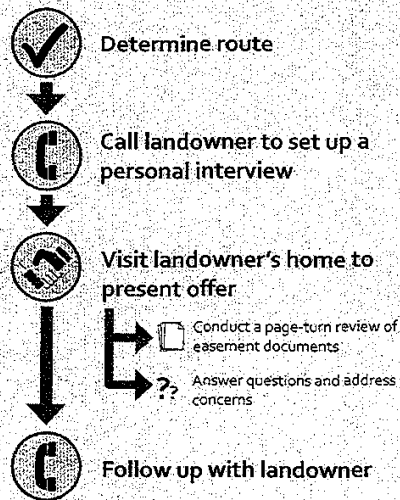 Determine route
Call landowner to set up a
personal interview
Visit landowner's home to
present offer
Conduct a page-turn review of
easement documents
??
Answer questions and address
concerns
Follow up with landowner